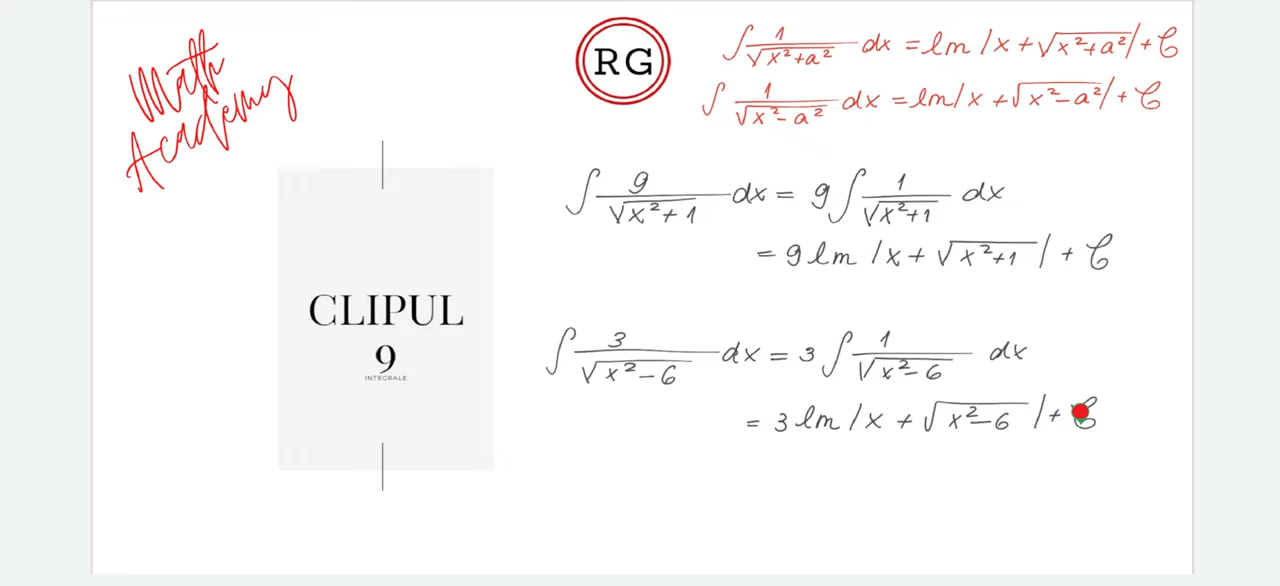 Math
Academy
RG
∫ 1/√(x²+a²) dx = ln |x + √(x²+a²)| + C
∫ 1/√(x²-a²) dx = ln |x + √(x²-a²)| + C
CLIPUL
9
INTEGRALE
∫ 9/√(x²+1) dx = 9 ∫ 1/√(x²+1) dx
= 9 ln |x + √(x²+1)| + C
∫ 3/√(x²-6) dx = 3 ∫ 1/√(x²-6) dx
= 3 ln |x + √(x²-6)| + C